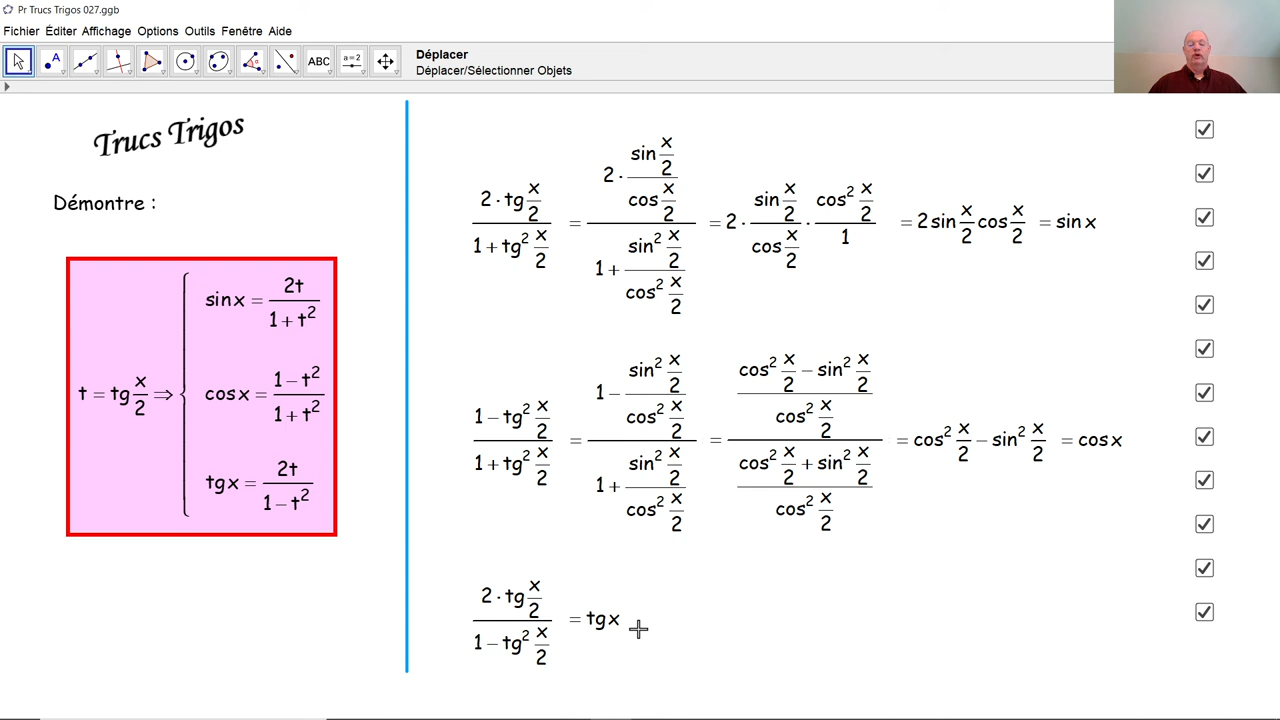 Pr Trucs Trigos 027.ggb
Fichier Éditer Affichage Options Outils Fenêtre Aide
A
ABC
a=2
Déplacer
Déplacer/Sélectionner Objets
Trucs Trigos
Démontre :
t = tg x/2 ⇒ { sin x = 2t / (1 + t²)
cos x = (1 − t²) / (1 + t²)
tg x = 2t / (1 − t²)
(2 · tg x/2) / (1 + tg² x/2) = (2 · (sin x/2) / (cos x/2)) / (1 + (sin² x/2) / (cos² x/2)) = 2 · (sin x/2) / (cos x/2) · (cos² x/2) / 1 = 2 sin x/2 cos x/2 = sin x
(1 − tg² x/2) / (1 + tg² x/2) = (1 − (sin² x/2) / (cos² x/2)) / (1 + (sin² x/2) / (cos² x/2)) = ((cos² x/2 − sin² x/2) / (cos² x/2)) / ((cos² x/2 + sin² x/2) / (cos² x/2)) = cos² x/2 − sin² x/2 = cos x
(2 · tg x/2) / (1 − tg² x/2) = tg x